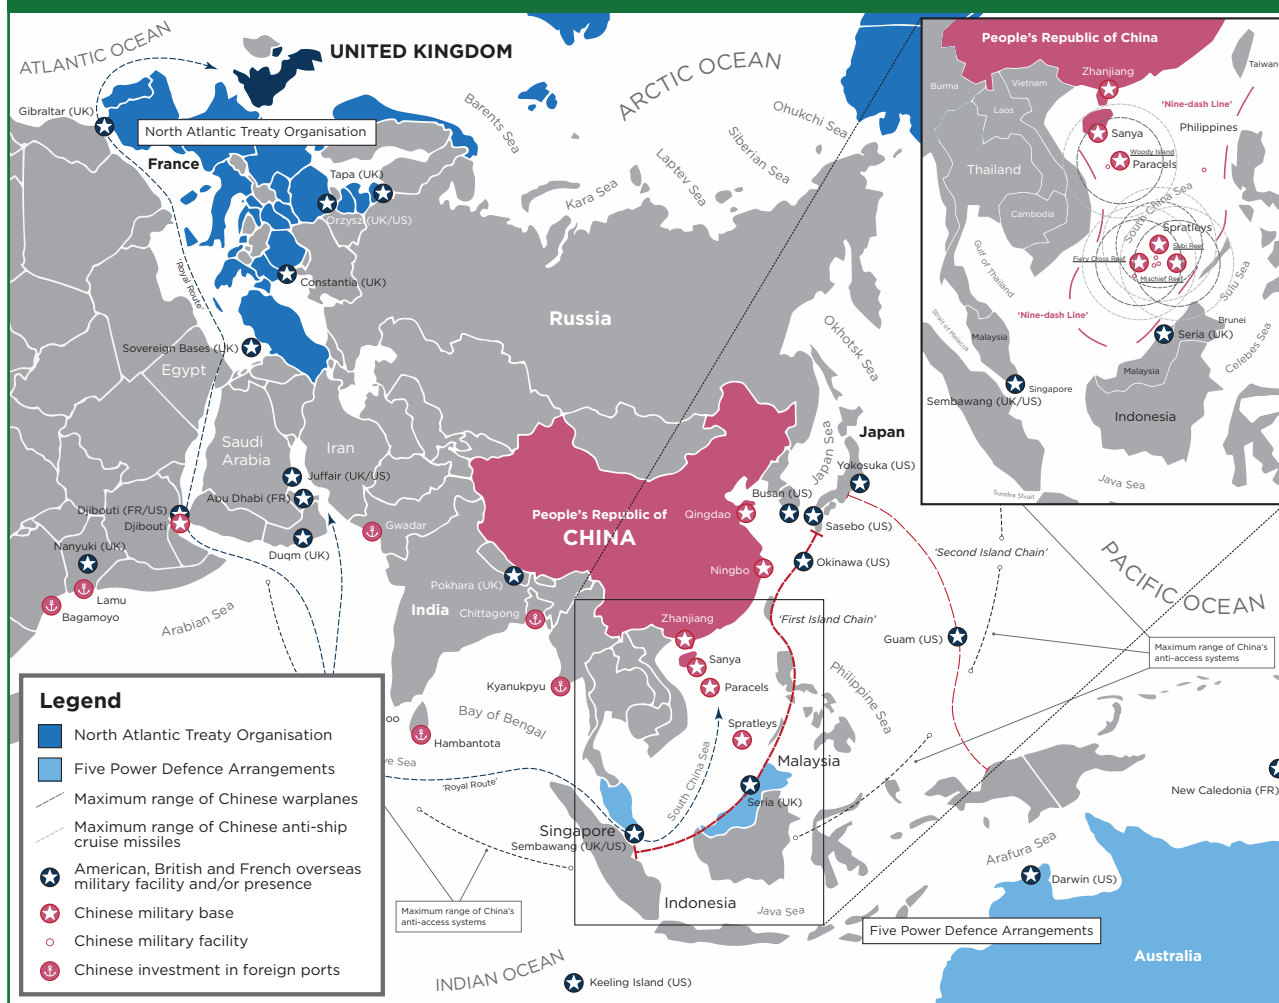 ATLANTIC OCEAN
UNITED KINGDOM
ARCTIC OCEAN
Gibraltar (UK)
North Atlantic Treaty Organisation
France
Barents Sea
Kara Sea
Laptev Sea
Siberian Sea
Ohukchi Sea
Tapa (UK)
Orzysz (UK/US)
Constantia (UK)
'Royal Route'
Sovereign Bases (UK)
Egypt
Russia
Okhotsk Sea
Saudi
Arabia
Iran
Juffair (UK/US)
Abu Dhabi (FR)
Djibouti (FR/US)
Djibouti
Duqm (UK)
Nanyuki (UK)
Lamu
Bagamoyo
Arabian Sea
Gwadar
Pokhara (UK)
India
Chittagong
Kyanukpyu
Bay of Bengal
Hambantota
People's Republic of
CHINA
Qingdao
Ningbo
Zhanjiang
Sanya
Paracels
Spratleys
South China Sea
Japan Sea
Japan
Yokosuka (US)
Busan (US)
Sasebo (US)
Okinawa (US)
'First Island Chain'
'Second Island Chain'
Guam (US)
Philippine Sea
PACIFIC OCEAN
Maximum range of China's
anti-access systems
Malaysia
Seria (UK)
Singapore
Sembawang (UK/US)
Indonesia
Java Sea
'Royal Route'
oo
ve Sea
Maximum range of China's
anti-access systems
INDIAN OCEAN
Keeling Island (US)
Five Power Defence Arrangements
Arafura Sea
Darwin (US)
Australia
New Caledonia (FR)
People's Republic of China
Burma
Vietnam
Laos
Thailand
Cambodia
Gulf of Thailand
Zhanjiang
Sanya
Woody Island
Paracels
'Nine-dash Line'
Taiwan
Philippines
South China Sea
Spratleys
Subi Reef
Fiery Cross Reef
Mischief Reef
'Nine-dash Line'
Sulu Sea
Celebes Sea
Brunei
Seria (UK)
Malaysia
Strait of Malacca
Malaysia
Singapore
Sembawang (UK/US)
Indonesia
Java Sea
Sundra Strait
Legend
North Atlantic Treaty Organisation
Five Power Defence Arrangements
Maximum range of Chinese warplanes
Maximum range of Chinese anti-ship
cruise missiles
American, British and French overseas
military facility and/or presence
Chinese military base
Chinese military facility
Chinese investment in foreign ports